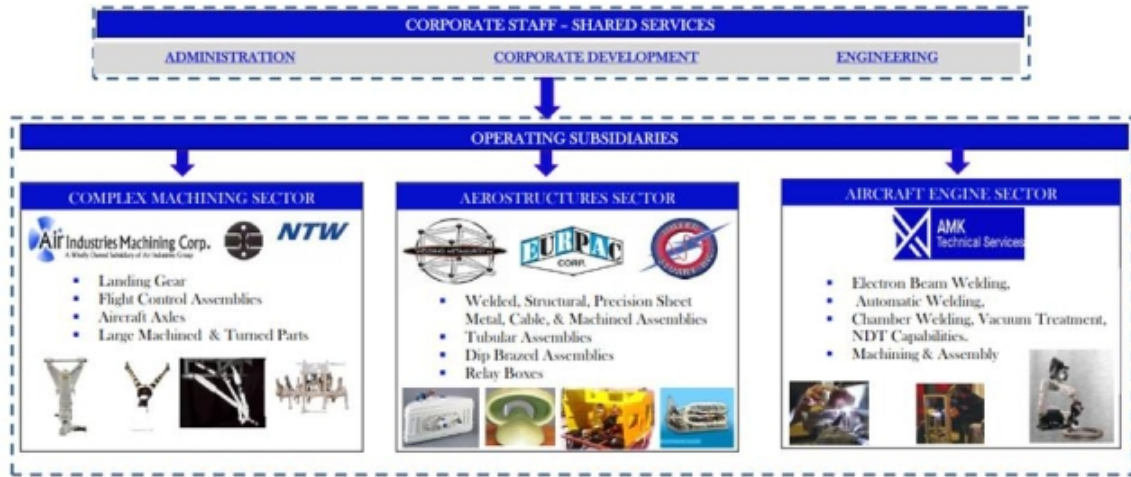 CORPORATE STAFF – SHARED SERVICES
ADMINISTRATION
CORPORATE DEVELOPMENT
ENGINEERING
OPERATING SUBSIDIARIES
COMPLEX MACHINING SECTOR
Air Industries Machining Corp.
A Wholly Owned Subsidiary of Air Industries Group
NTW
Landing Gear
Flight Control Assemblies
Aircraft Axles
Large Machined & Turned Parts
AEROSTRUCTURES SECTOR
EURPAC
CORP.
Welded, Structural, Precision Sheet
Metal, Cable, & Machined Assemblies
Tubular Assemblies
Dip Brazed Assemblies
Relay Boxes
AIRCRAFT ENGINE SECTOR
AMK
Technical Services
Electron Beam Welding,
Automatic Welding,
Chamber Welding, Vacuum Treatment,
NDT Capabilities.
Machining & Assembly